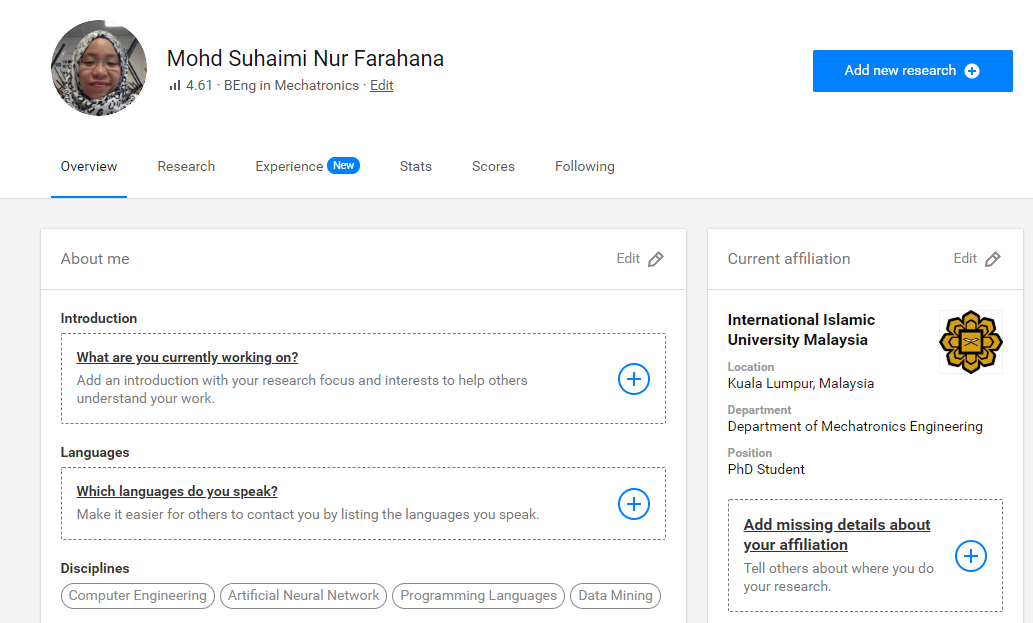 Mohd Suhaimi Nur Farahana
4.61 · BEng in Mechatronics · Edit
Add new research
Overview
Research
Experience New
Stats
Scores
Following
About me
Edit
Introduction
What are you currently working on?
Add an introduction with your research focus and interests to help others
understand your work.
Languages
Which languages do you speak?
Make it easier for others to contact you by listing the languages you speak.
Disciplines
Computer Engineering
Artificial Neural Network
Programming Languages
Data Mining
Current affiliation
Edit
International Islamic
University Malaysia
Location
Kuala Lumpur, Malaysia
Department
Department of Mechatronics Engineering
Position
PhD Student
Add missing details about
your affiliation
Tell others about where you do
your research.